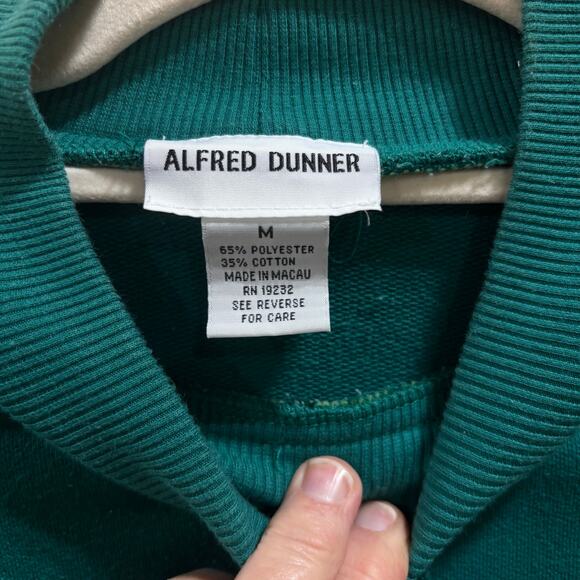 ALFRED DUNNER
M
65% POLYESTER
35% COTTON
MADE IN MACAU
RN 19232
SEE REVERSE
FOR CARE